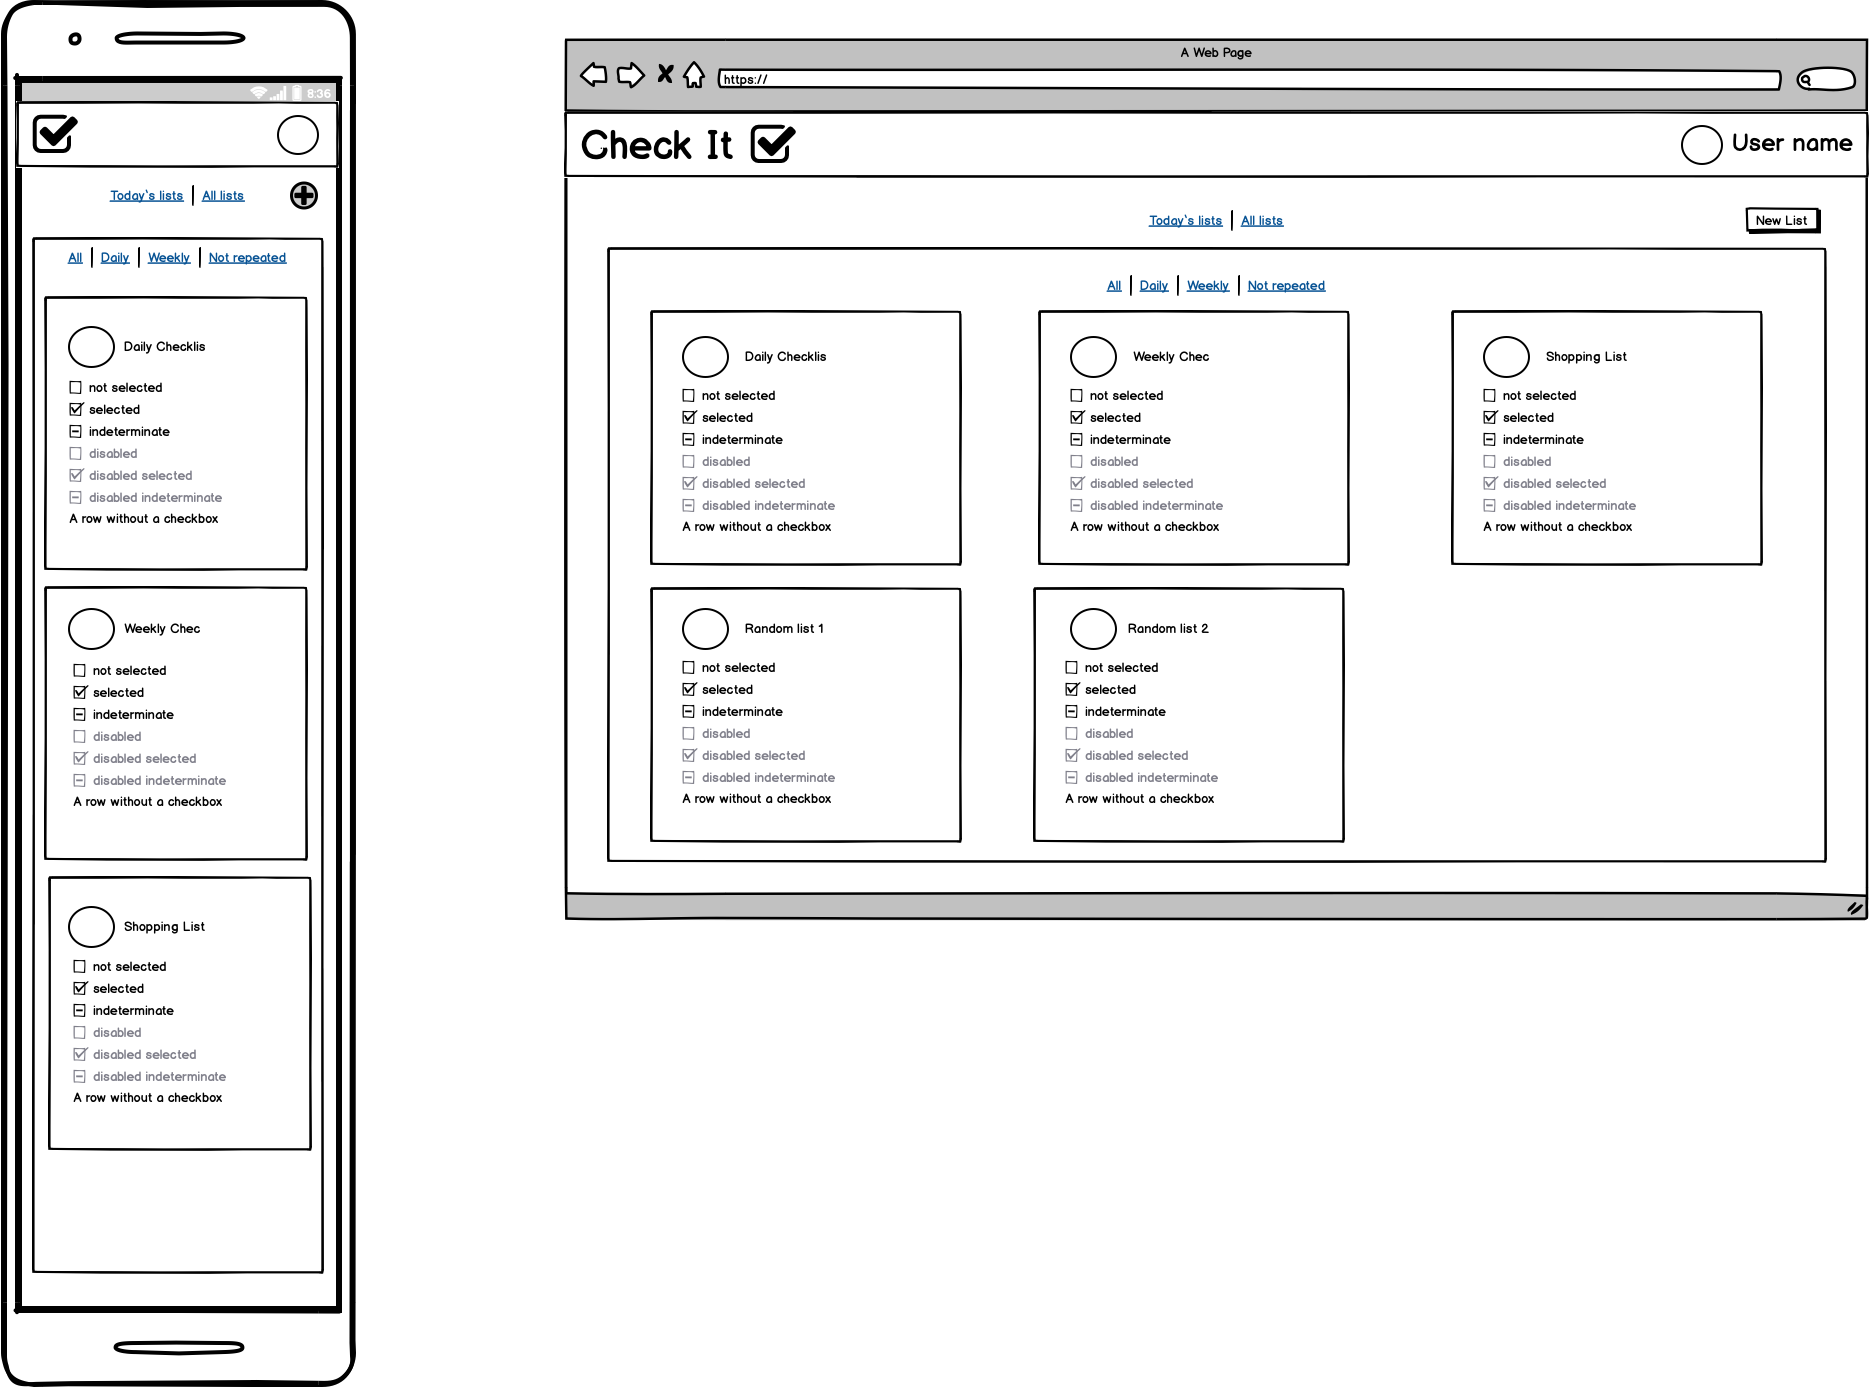 8:36
Today's lists All lists
All Daily Weekly Not repeated
Daily Checklis
not selected
selected
indeterminate
disabled
disabled selected
disabled indeterminate
A row without a checkbox
Weekly Chec
not selected
selected
indeterminate
disabled
disabled selected
disabled indeterminate
A row without a checkbox
Shopping List
not selected
selected
indeterminate
disabled
disabled selected
disabled indeterminate
A row without a checkbox
A Web Page
https://
Check It
User name
Today's lists All lists
New List
All Daily Weekly Not repeated
Daily Checklis
not selected
selected
indeterminate
disabled
disabled selected
disabled indeterminate
A row without a checkbox
Weekly Chec
not selected
selected
indeterminate
disabled
disabled selected
disabled indeterminate
A row without a checkbox
Shopping List
not selected
selected
indeterminate
disabled
disabled selected
disabled indeterminate
A row without a checkbox
Random list 1
not selected
selected
indeterminate
disabled
disabled selected
disabled indeterminate
A row without a checkbox
Random list 2
not selected
selected
indeterminate
disabled
disabled selected
disabled indeterminate
A row without a checkbox